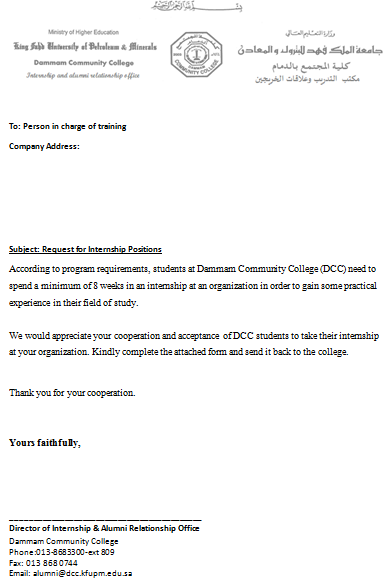 Ministry of Higher Education
King Fahd University of Petroleum & Minerals
Dammam Community College
Internship and alumni relationship office
وزارة التعليم العالي
جامعة الملك فهد للبترول و المعادن
كلية المجتمع بالدمام
مكتب التدريب وعلاقات الخريجين
To: Person in charge of training
Company Address:
Subject: Request for Internship Positions
According to program requirements, students at Dammam Community College (DCC) need to
spend a minimum of 8 weeks in an internship at an organization in order to gain some practical
experience in their field of study.
We would appreciate your cooperation and acceptance of DCC students to take their internship
at your organization. Kindly complete the attached form and send it back to the college.
Thank you for your cooperation.
Yours faithfully,
Director of Internship & Alumni Relationship Office
Dammam Community College
Phone:013-8683300-ext 809
Fax: 013 868 0744
Email: alumni@dcc.kfupm.edu.sa